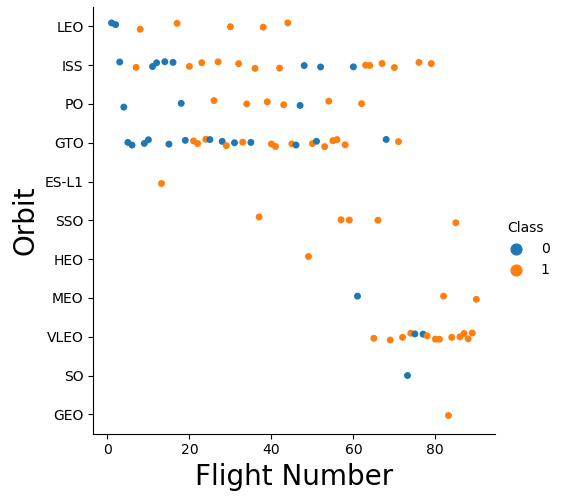 LEO
ISS
PO
GTO
ES-L1
SSO
HEO
MEO
VLEO
SO
GEO
Orbit
0 20 40 60 80
Flight Number
Class
0
1